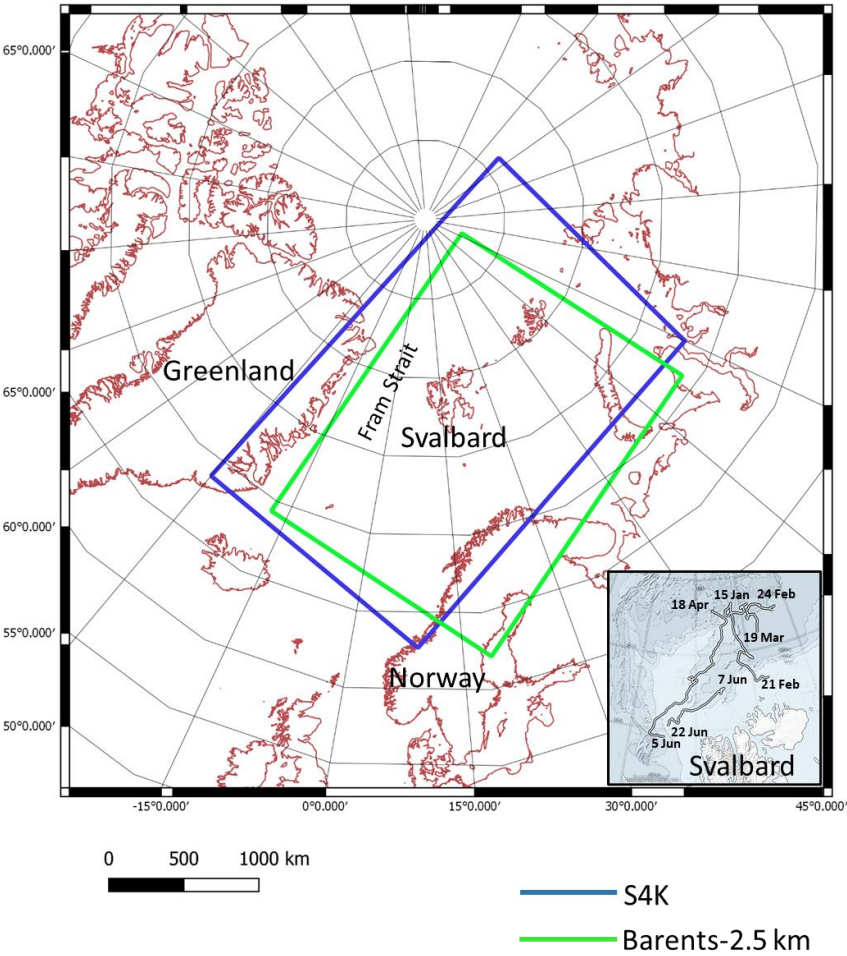 65°0.000′
Greenland
Fram Strait
65°0.000′
Svalbard
60°0.000′
15 Jan 24 Feb
18 Apr
19 Mar
55°0.000′
Norway
7 Jun
21 Feb
50°0.000′
22 Jun
5 Jun
Svalbard
-15°0.000′ 0°0.000′ 15°0.000′ 30°0.000′ 45°0.000′
0 500 1000 km
S4K
Barents-2.5 km